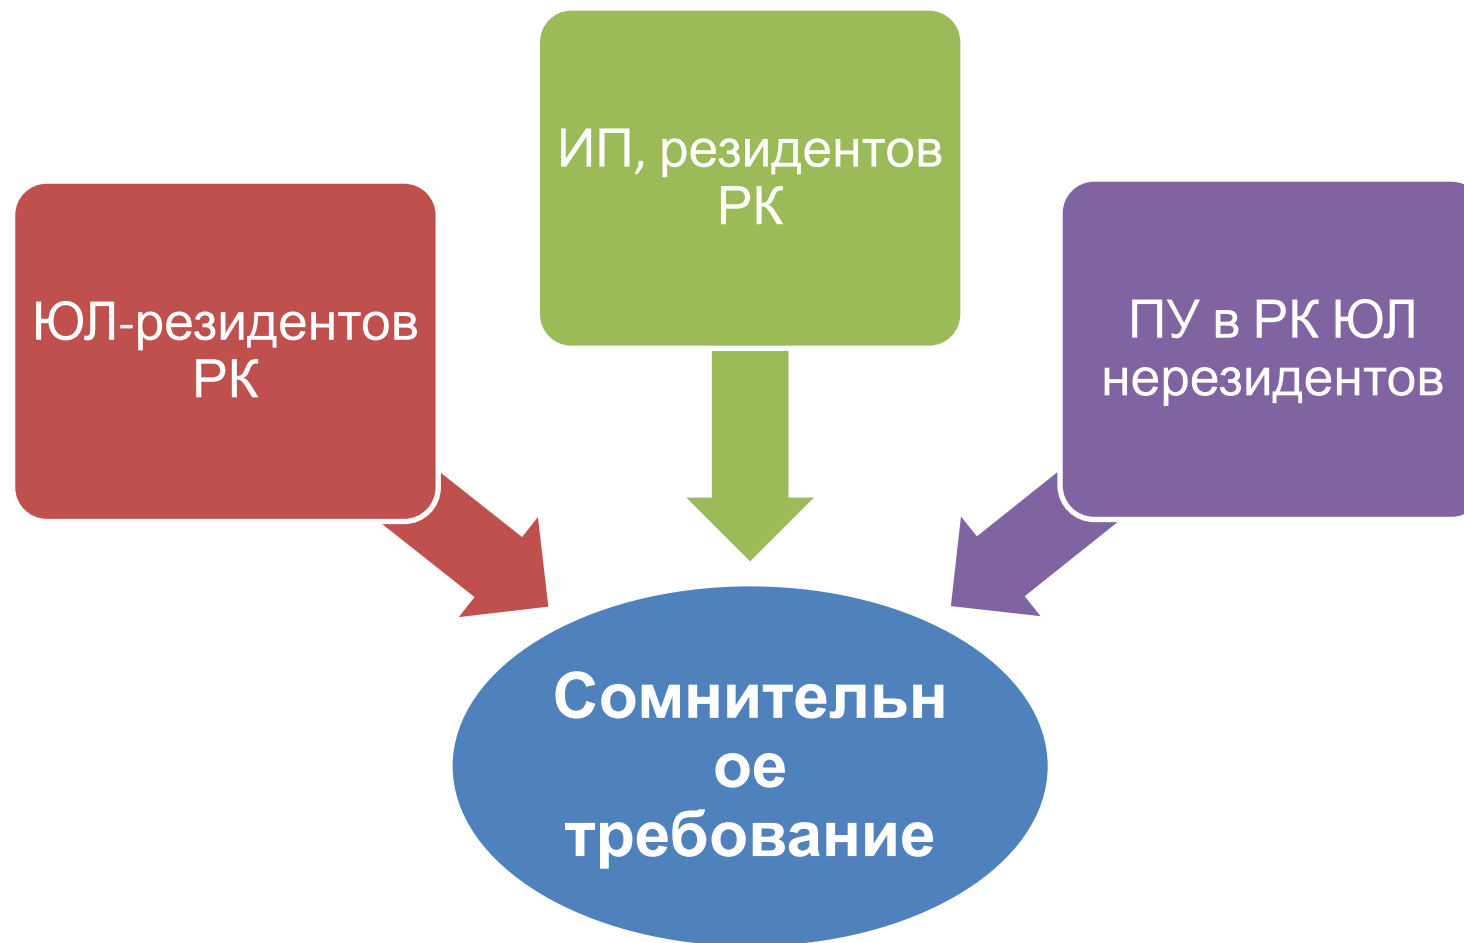 ИП, резидентов
РК
ЮЛ-резидентов
РК
ПУ в РК ЮЛ
нерезидентов
Сомнительн
ое
требование